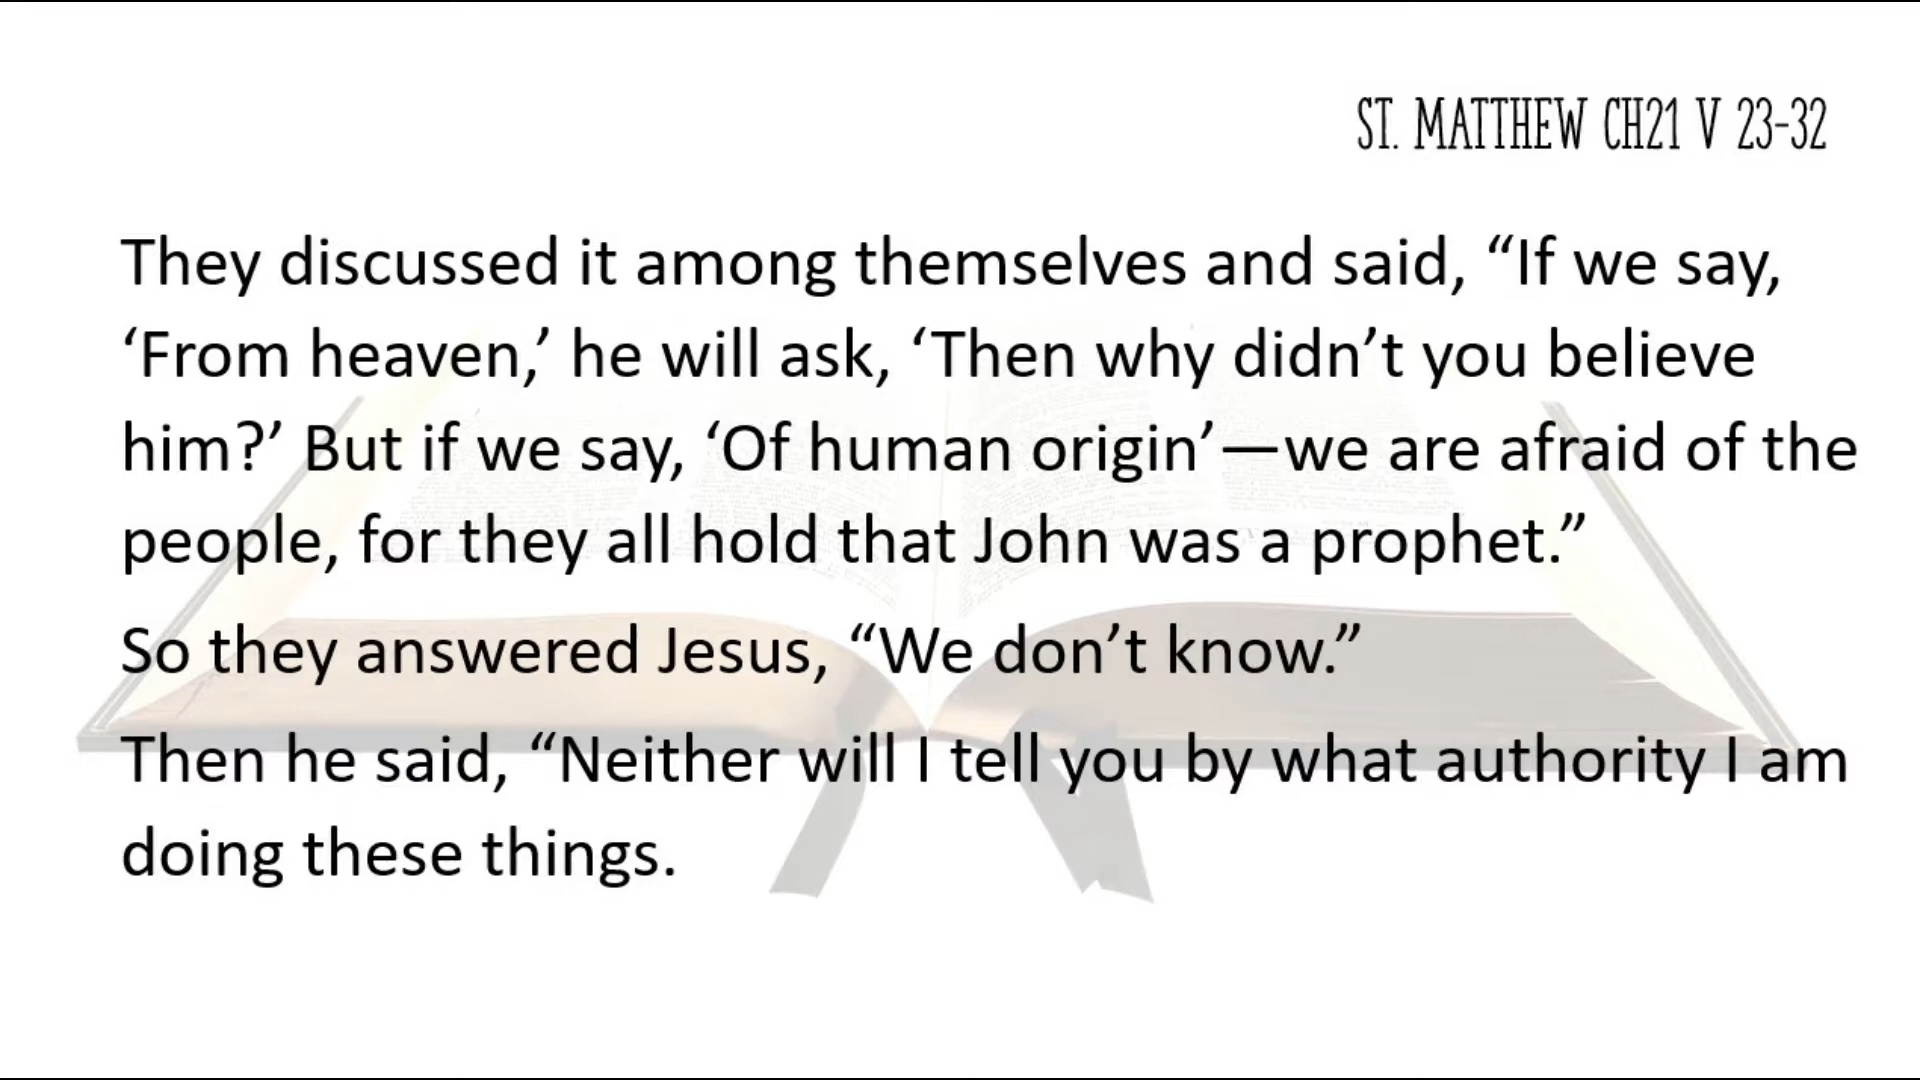 ST. MATTHEW CH21 V 23-32
They discussed it among themselves and said, “If we say,
‘From heaven,’ he will ask, ‘Then why didn’t you believe
him?’ But if we say, ‘Of human origin’—we are afraid of the
people, for they all hold that John was a prophet.”
So they answered Jesus, “We don’t know.”
Then he said, “Neither will I tell you by what authority I am
doing these things.